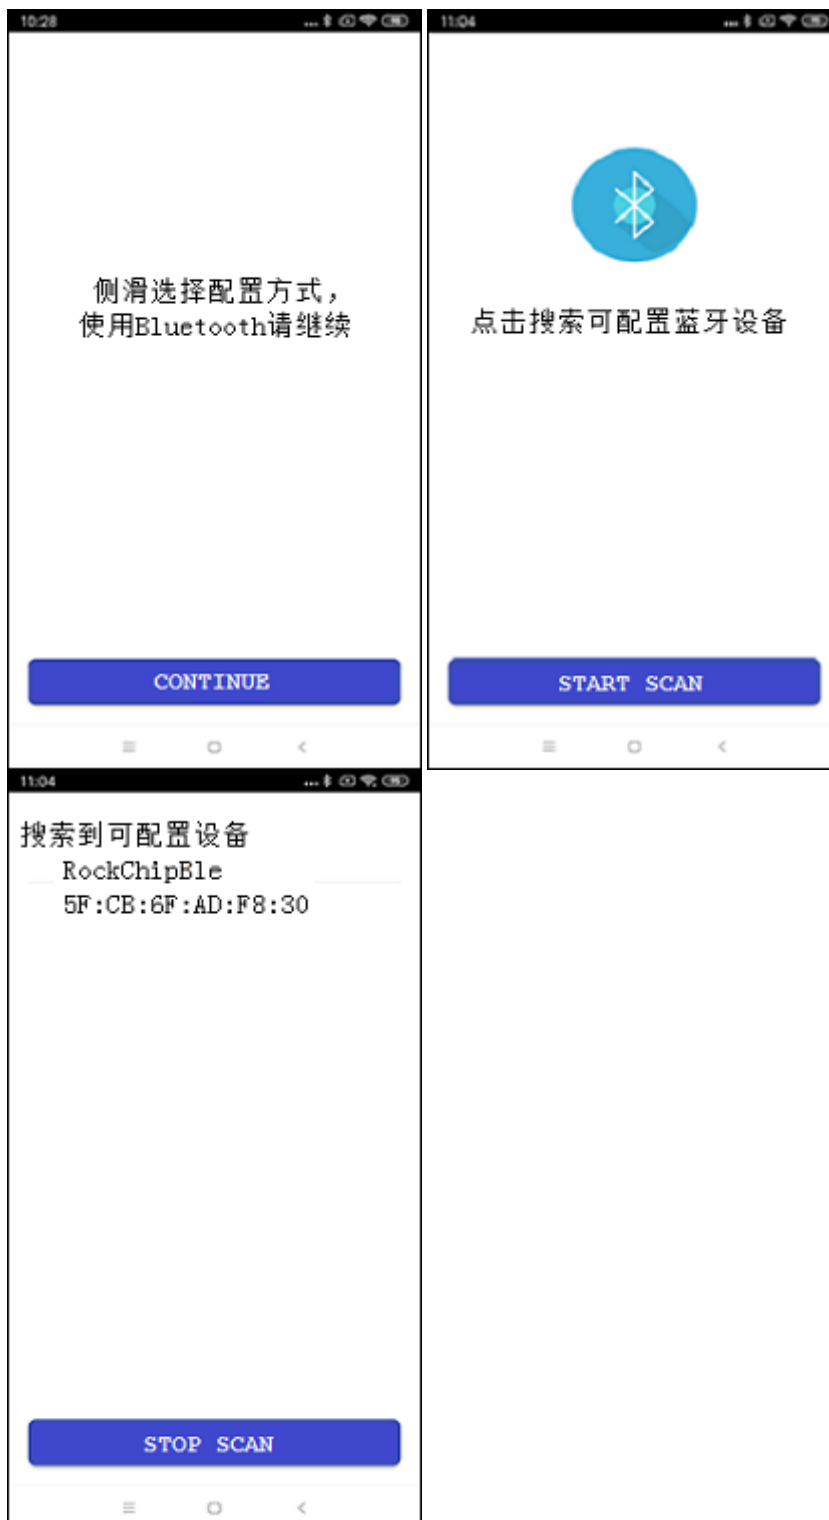 10:28
侧滑选择配置方式，
使用Bluetooth请继续
CONTINUE
11:04
点击搜索可配置蓝牙设备
START SCAN
11:04
搜索到可配置设备
RockChipBle
5F:CB:6F:AD:F8:30
STOP SCAN